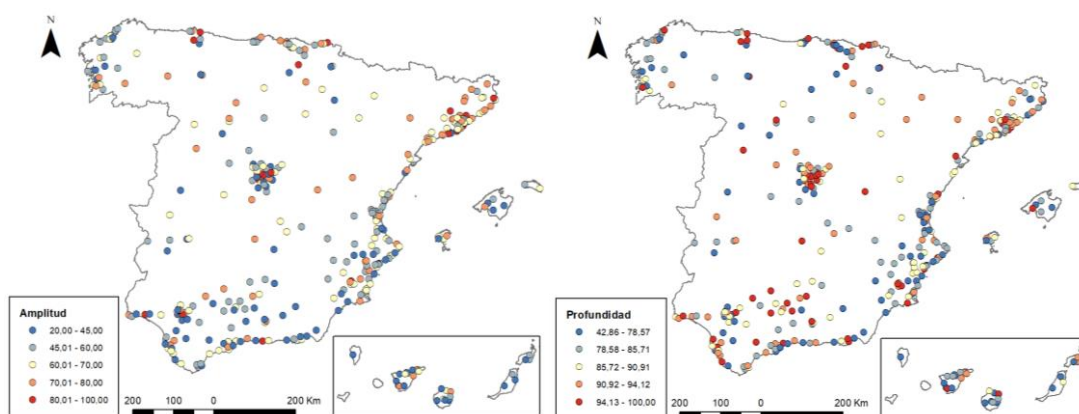 N
Amplitud
20,00 - 45,00
45,01 - 60,00
60,01 - 70,00
70,01 - 80,00
80,01 - 100,00
200 100 0 200 Km
N
Profundidad
42,86 - 78,57
78,58 - 85,71
85,72 - 90,91
90,92 - 94,12
94,13 - 100,00
200 100 0 200 Km